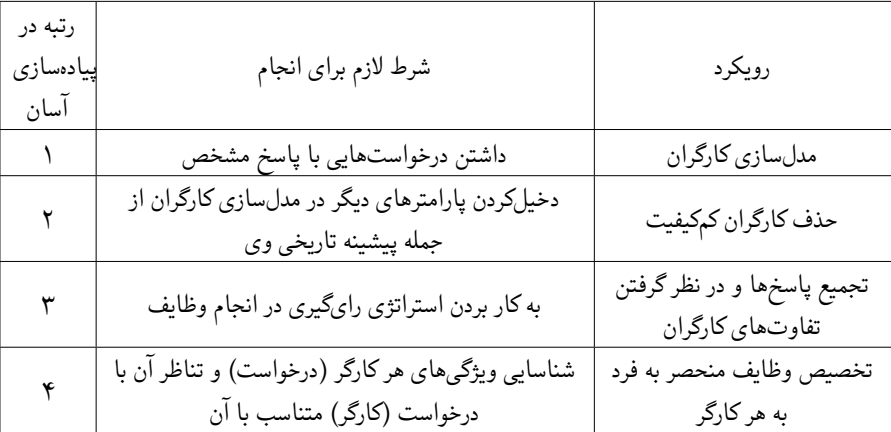 رویکرد
شرط لازم برای انجام
رتبه در
پیاده‌سازی
آسان
مدل‌سازی کارگران
داشتن درخواست‌هایی با پاسخ مشخص
۱
حذف کارگران کم‌کیفیت
دخیل‌کردن پارامترهای دیگر در مدل‌سازی کارگران از
جمله پیشینه تاریخی وی
۲
تجمیع پاسخ‌ها و در نظر گرفتن
تفاوت‌های کارگران
به کار بردن استراتژی رای‌گیری در انجام وظایف
۳
تخصیص وظایف منحصر به فرد
به هر کارگر
شناسایی ویژگی‌های هر کارگر (درخواست) و تناظر آن با
درخواست (کارگر) متناسب با آن
۴